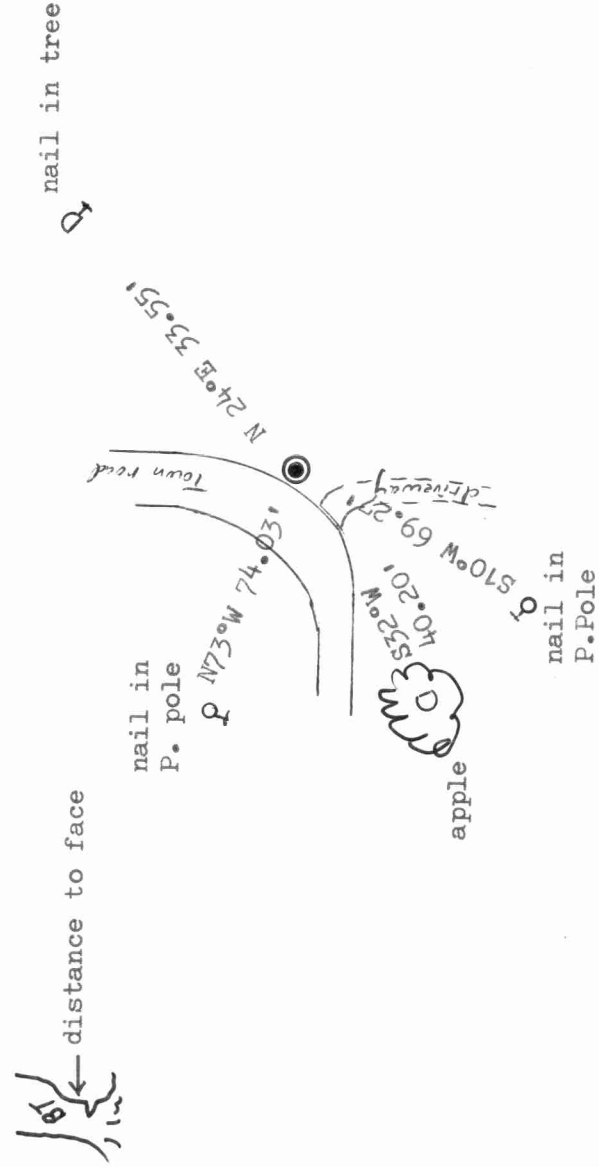 nail in tree
N 24°E 33.55'
Town road
driveway
N73°W 74.03'
S10°W 69.27'
S32°W
40.20'
nail in
P. pole
nail in
P.Pole
apple
BT
distance to face